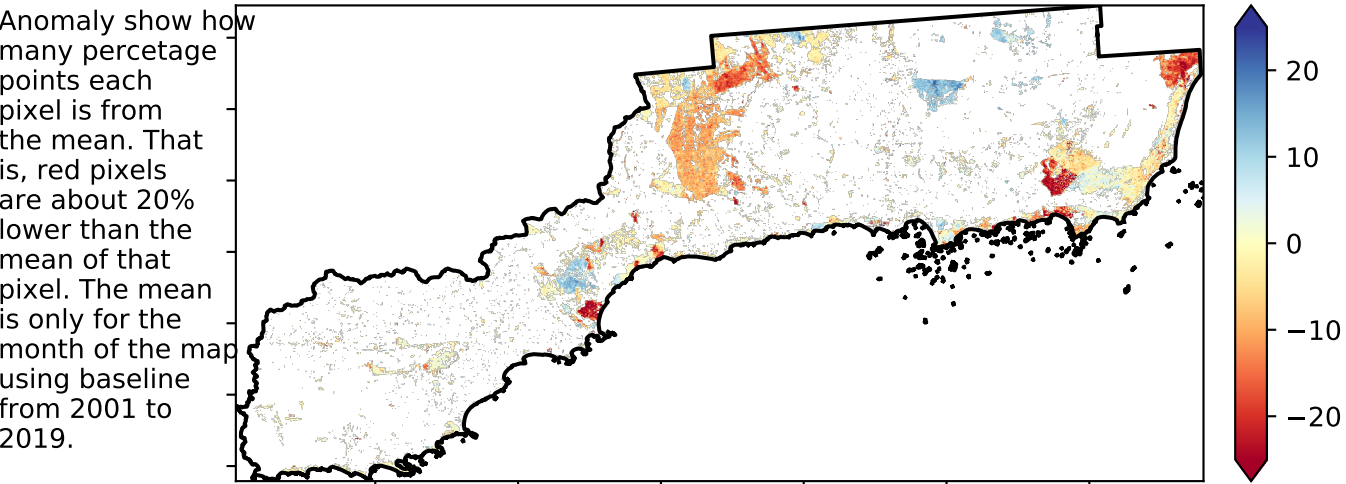 Anomaly show how
many percetage
points each
pixel is from
the mean. That
is, red pixels
are about 20%
lower than the
mean of that
pixel. The mean
is only for the
month of the map
using baseline
from 2001 to
2019.
20
10
0
−10
−20